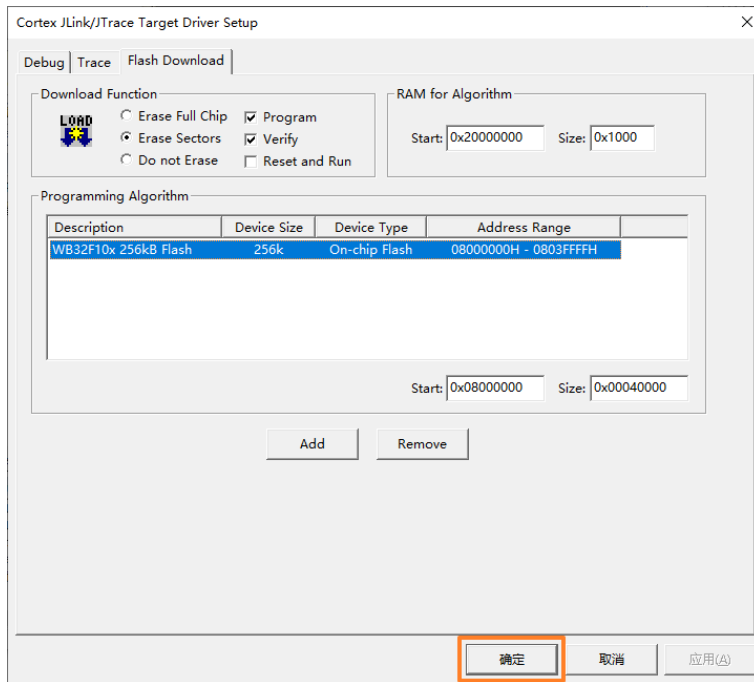 Cortex JLink/JTrace Target Driver Setup
Debug Trace Flash Download
Download Function
LOAD
Erase Full Chip
Program
Erase Sectors
Verify
Do not Erase
Reset and Run
RAM for Algorithm
Start: 0x20000000 Size: 0x1000
Programming Algorithm
Description Device Size Device Type Address Range
WB32F10x 256kB Flash 256k On-chip Flash 08000000H - 0803FFFFH
Start: 0x08000000 Size: 0x00040000
Add Remove
确定 取消 应用(A)